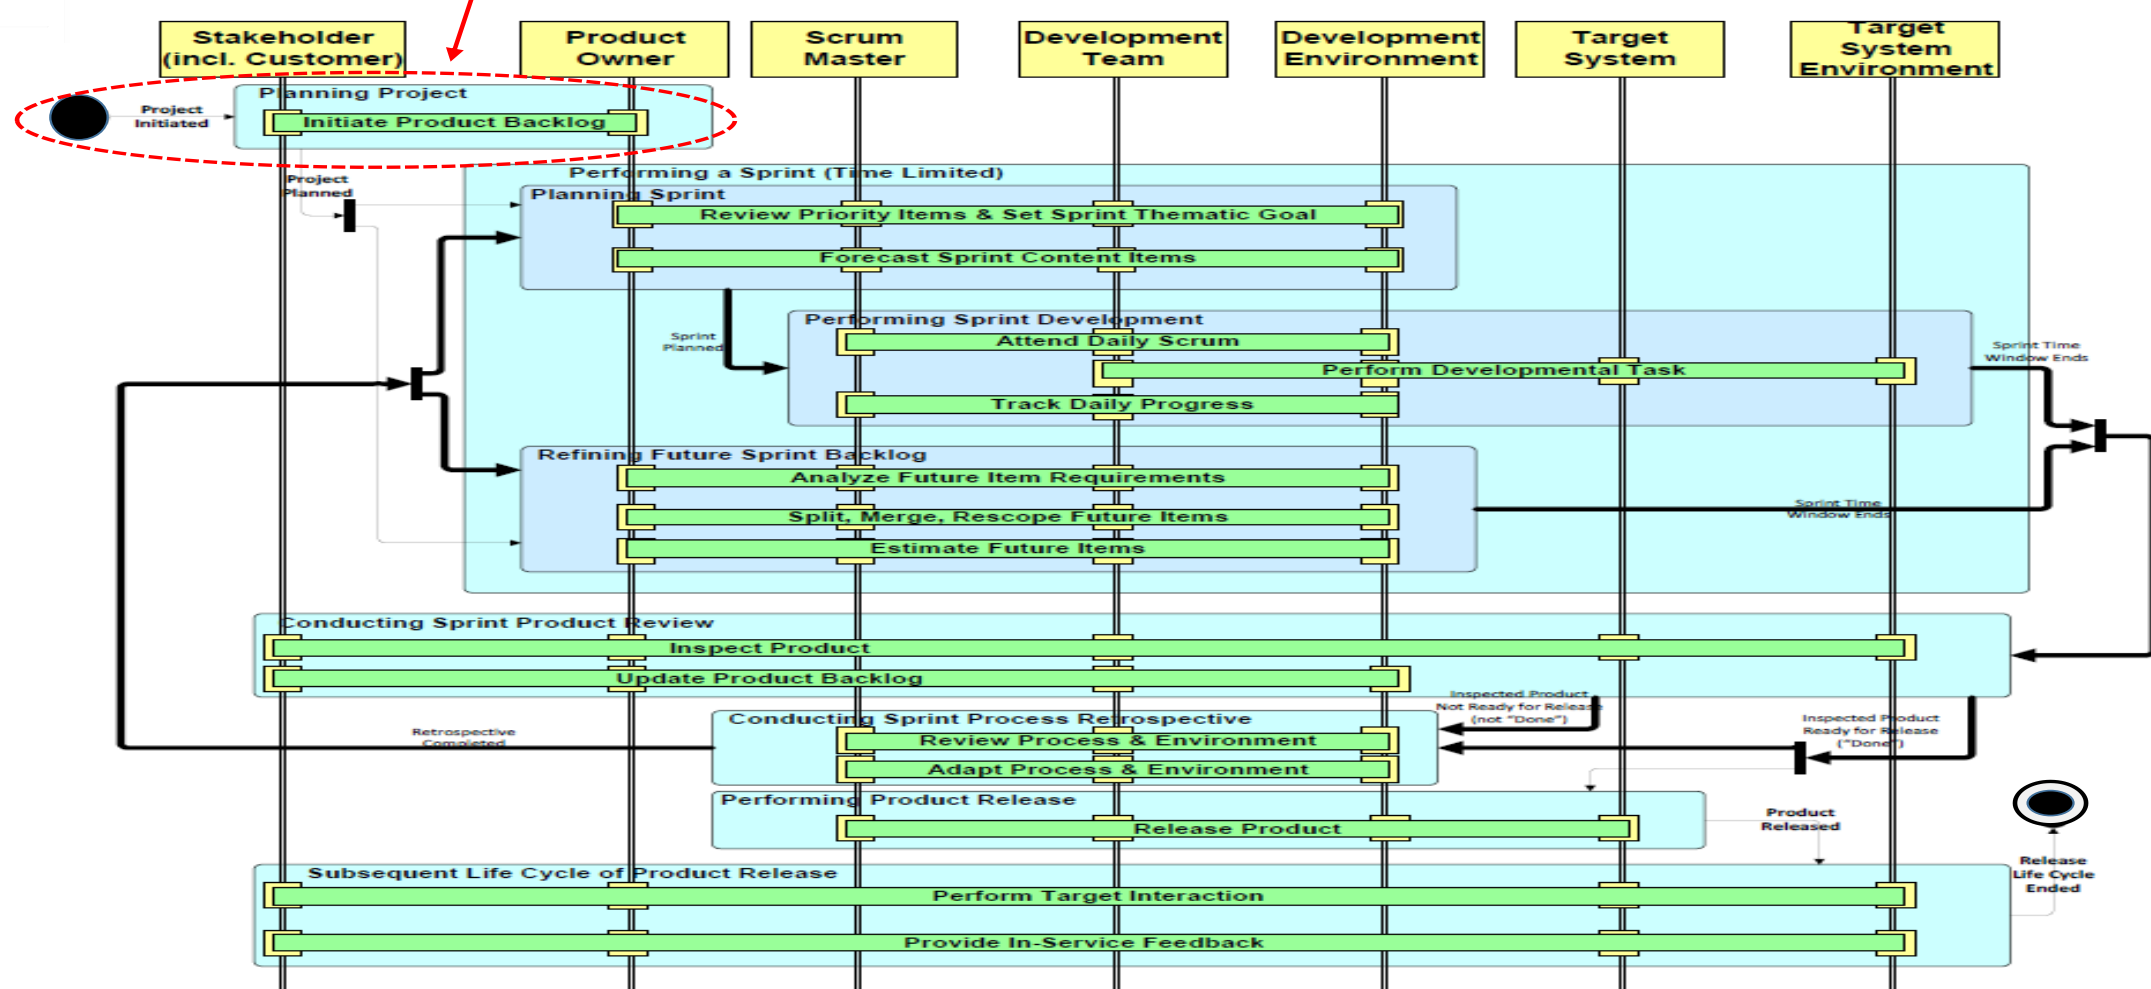 Stakeholder
(incl. Customer)
Product
Owner
Scrum
Master
Development
Team
Development
Environment
Target
System
Target
System
Environment
Planning Project
Project
Initiated
Initiate Product Backlog
Project
Planned
Performing a Sprint (Time Limited)
Planning Sprint
Review Priority Items & Set Sprint Thematic Goal
Forecast Sprint Content Items
Sprint
Planned
Performing Sprint Development
Attend Daily Scrum
Perform Developmental Task
Track Daily Progress
Sprint Time
Window Ends
Refining Future Sprint Backlog
Analyze Future Item Requirements
Split, Merge, Rescope Future Items
Estimate Future Items
Sprint Time
Window Ends
Conducting Sprint Product Review
Inspect Product
Update Product Backlog
Inspected Product
Not Ready for Release
(not "Done")
Inspected Product
Ready for Release
("Done")
Conducting Sprint Process Retrospective
Review Process & Environment
Adapt Process & Environment
Retrospective
Completed
Performing Product Release
Release Product
Product
Released
Subsequent Life Cycle of Product Release
Perform Target Interaction
Provide In-Service Feedback
Release
Life Cycle
Ended